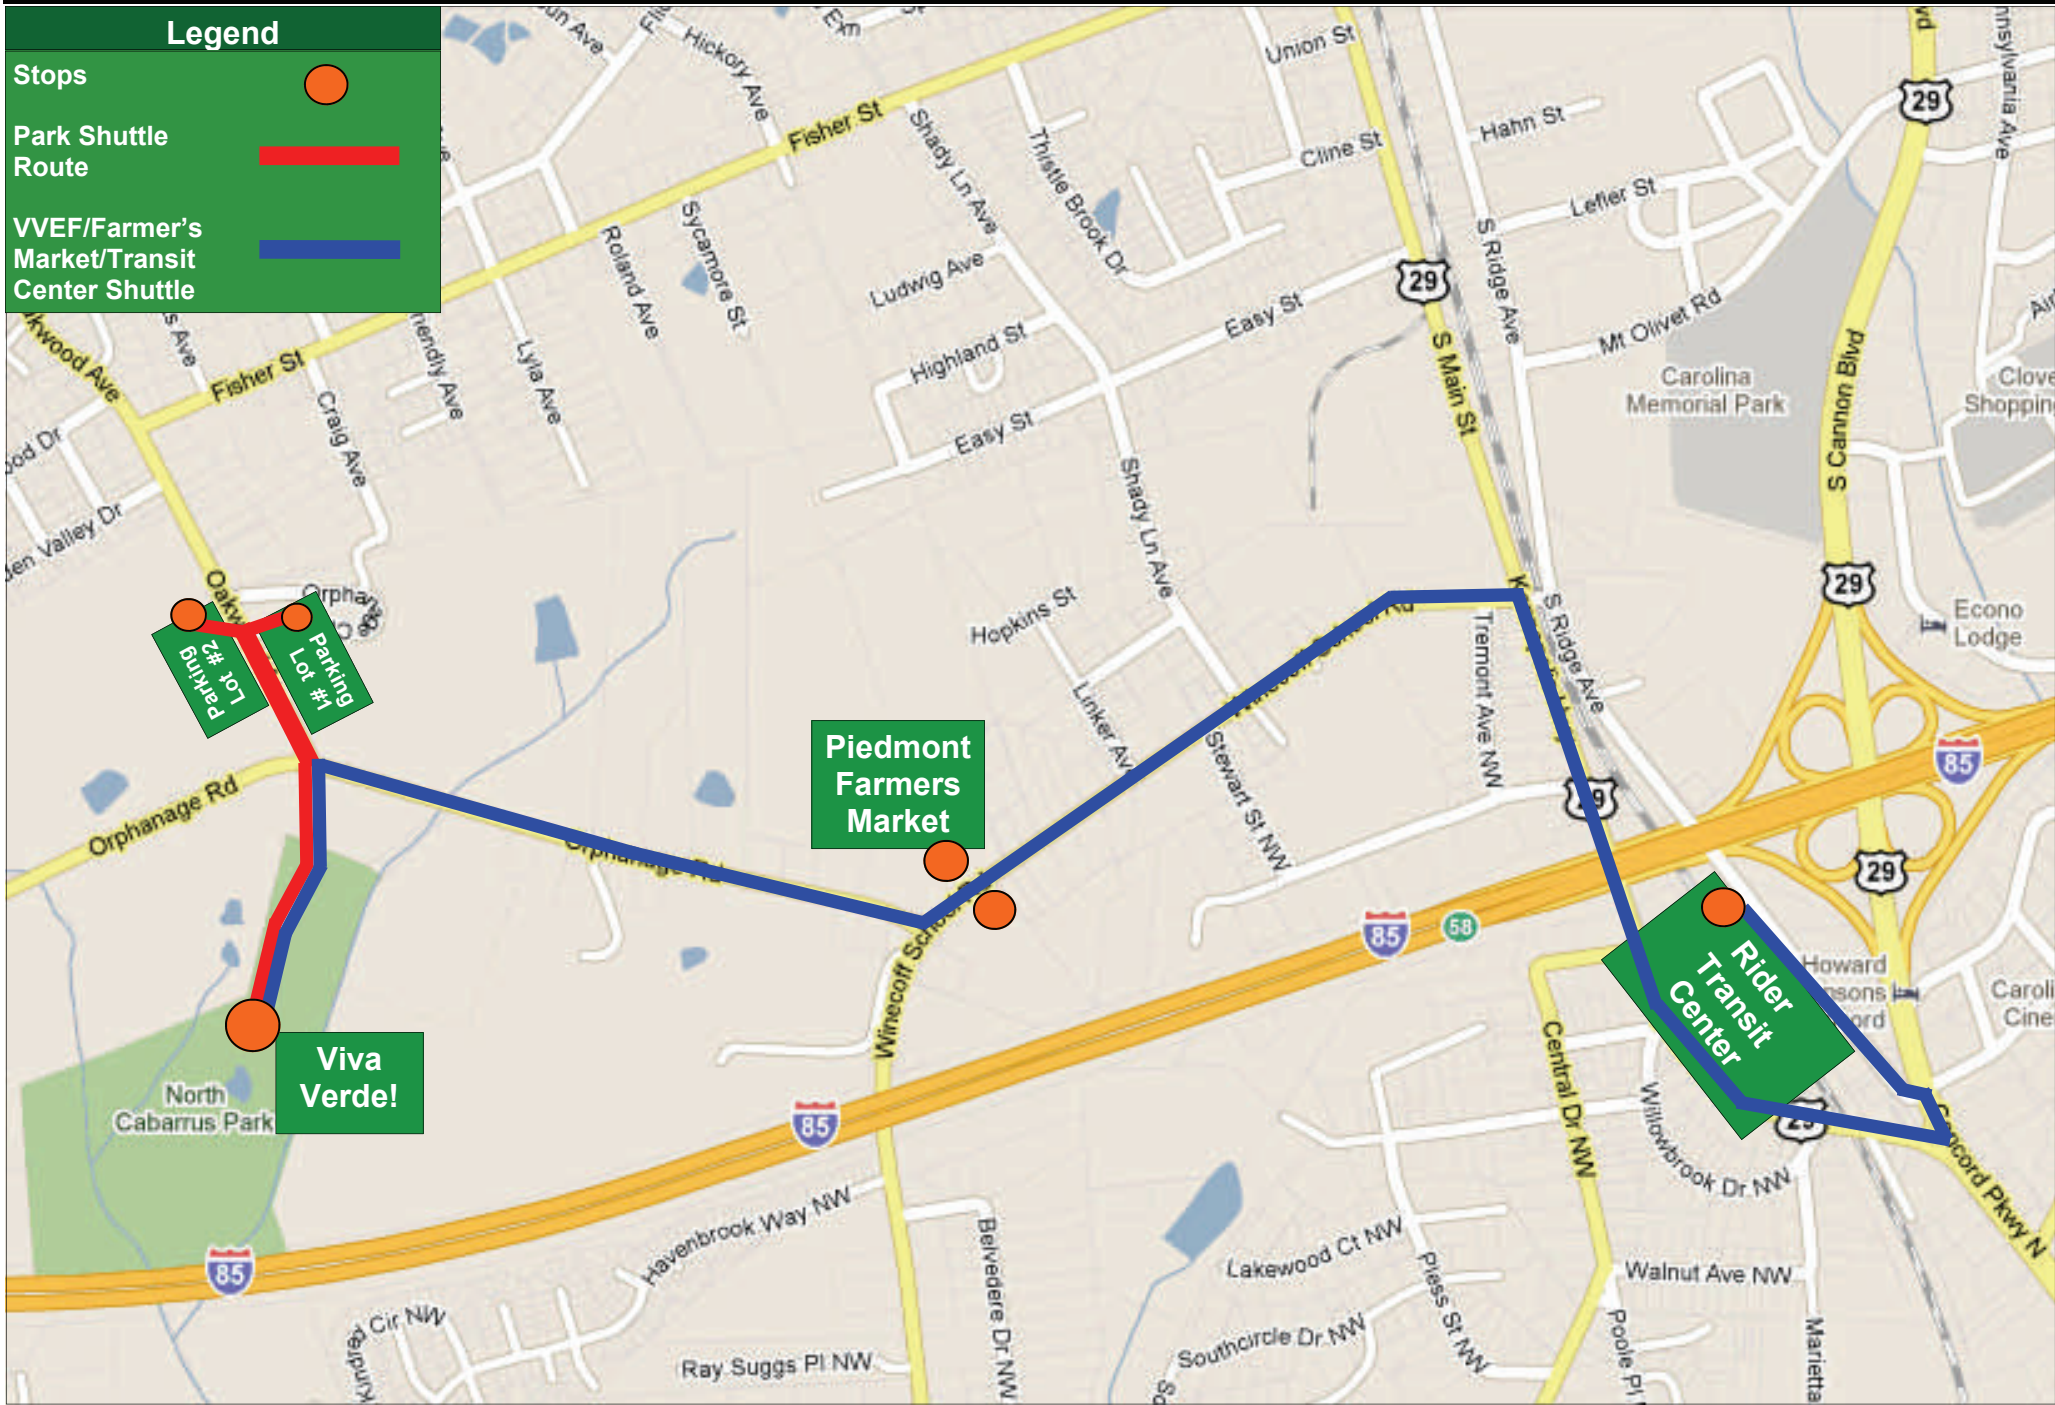 Legend
Stops
Park Shuttle
Route
VVEF/Farmer's
Market/Transit
Center Shuttle
Hickory Ave
Fisher St
Shady Ln Ave
Thistle Brook Dr
Union St
Cline St
Hahn St
Lefler St
29
S Ridge Ave
Sycamore St
Roland Ave
Ludwig Ave
Highland St
Easy St
29
Mt Olivet Rd
S Main St
Carolina
Memorial Park
S Cannon Blvd
Fisher St
Craig Ave
Lyla Ave
Easy St
Shady Ln Ave
29
Econo
Lodge
Parking
Lot #2
Parking
Lot #1
Hopkins St
Tremont Ave NW
S Ridge Ave
Stewart St NW
Orphanage Rd
Piedmont
Farmers
Market
Orphanage Rd
85
29
29
85
58
Winecoff
Rider
Transit
Center
Howard
Central Dr NW
Willowbrook Dr NW
Viva
Verde!
North
Cabarrus Park
85
29
Pkwy N
Havenbrook Way NW
Belvedere Dr NW
85
Lakewood Ct NW
Pless St NW
Walnut Ave NW
Southcircle Dr NW
Poole Pl
Marietta
Cir NW
Ray Suggs Pl NW